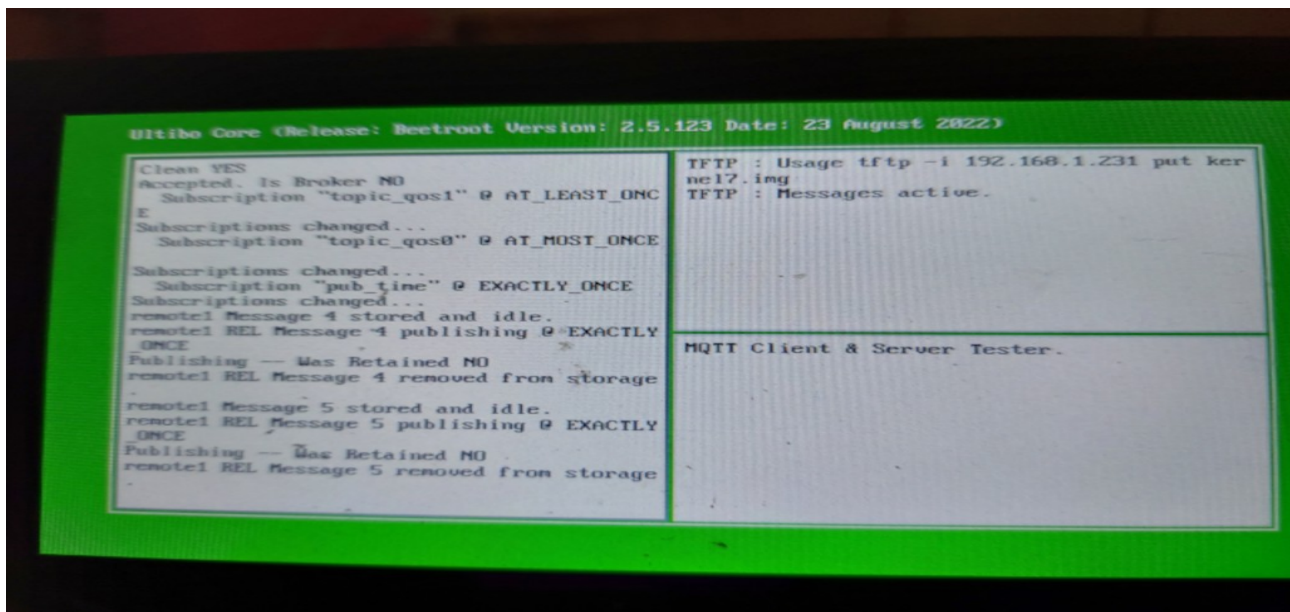 Ultibo Core (Release: Beetroot Version: 2.5.123 Date: 23 August 2022)
Clean YES
Accepted. Is Broker NO
Subscription "topic_qos1" @ AT_LEAST_ONC
E
Subscriptions changed...
Subscription "topic_qos0" @ AT_MOST_ONCE
Subscriptions changed...
Subscription "pub_time" @ EXACTLY_ONCE
Subscriptions changed...
remote1 Message 4 stored and idle.
remote1 REL Message 4 publishing @ EXACTLY
_ONCE
Publishing -- Was Retained NO
remote1 REL Message 4 removed from storage
.
remote1 Message 5 stored and idle.
remote1 REL Message 5 publishing @ EXACTLY
_ONCE
Publishing -- Was Retained NO
remote1 REL Message 5 removed from storage
.
TFTP : Usage tftp -i 192.168.1.231 put ker
nel7.img
TFTP : Messages active.
MQTT Client & Server Tester.